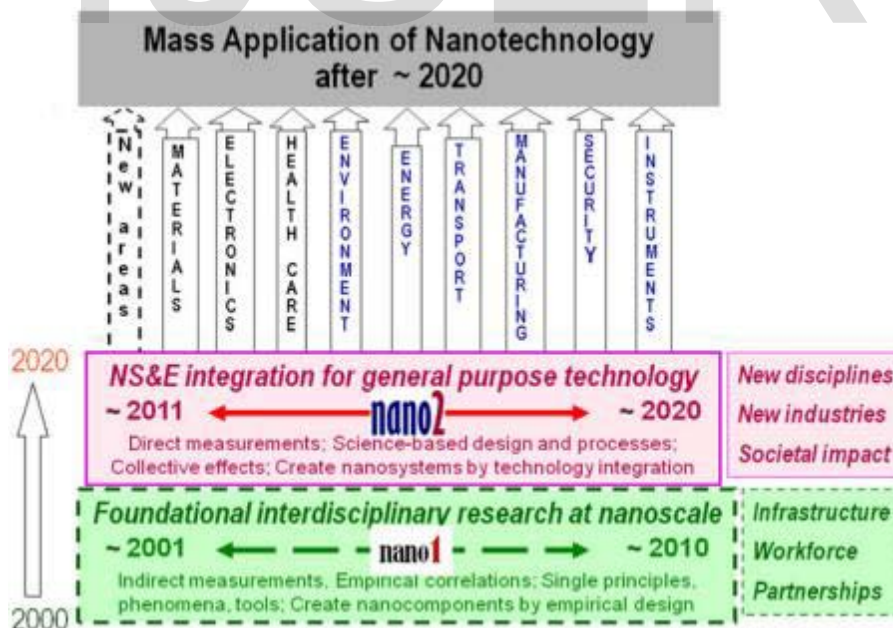 Mass Application of Nanotechnology
after ~ 2020
New areas
MATERIALS
ELECTRONICS
HEALTH CARE
ENVIRONMENT
ENERGY
TRANSPORT
MANUFACTURING
SECURITY
INSTRUMENTS
2020
NS&E integration for general purpose technology
~ 2011 nano2 ~ 2020
Direct measurements; Science-based design and processes;
Collective effects; Create nanosystems by technology integration
New disciplines
New industries
Societal impact
Foundational interdisciplinary research at nanoscale
~ 2001 nano1 ~ 2010
Indirect measurements, Empirical correlations; Single principles,
phenomena, tools; Create nanocomponents by empirical design
Infrastructure
Workforce
Partnerships
2000